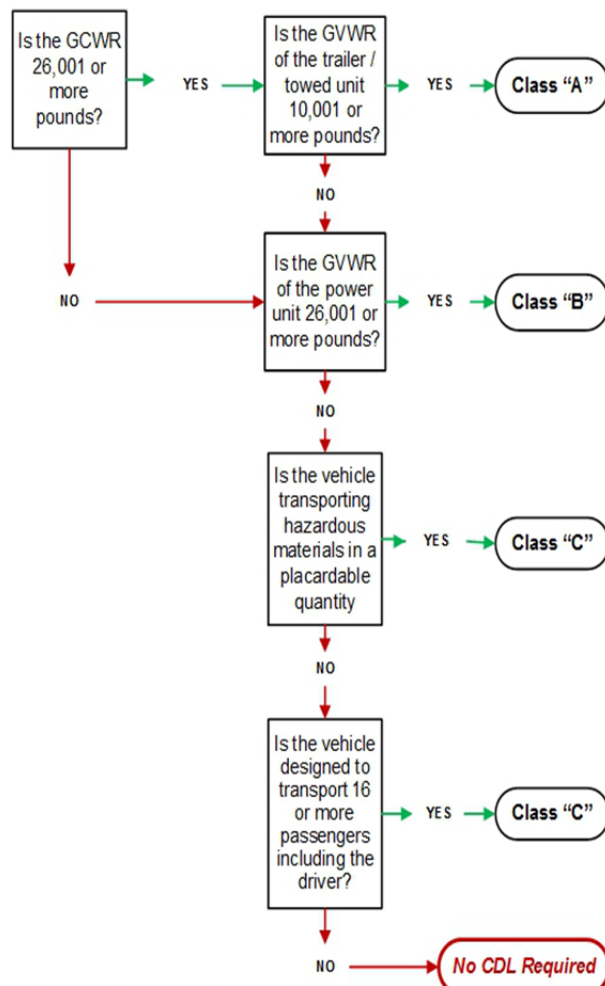 Is the GCWR
26,001 or
more
pounds?
YES
Is the GVWR
of the trailer /
towed unit
10,001 or
more pounds?
YES
Class “A”
NO
NO
Is the GVWR
of the power
unit 26,001 or
more pounds?
YES
Class “B”
NO
Is the vehicle
transporting
hazardous
materials in a
placardable
quantity
YES
Class “C”
NO
Is the vehicle
designed to
transport 16
or more
passengers
including the
driver?
YES
Class “C”
NO
No CDL Required